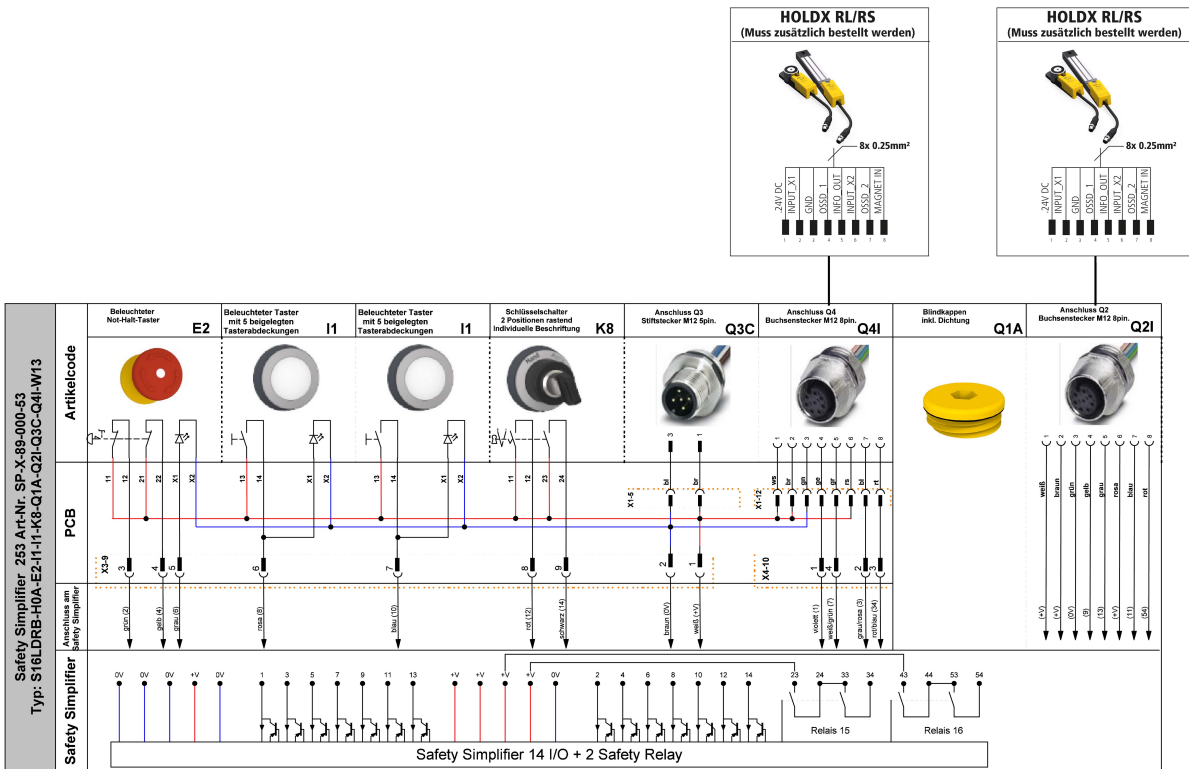 HOLDX RL/RS
(Muss zusätzlich bestellt werden)
8x 0.25mm²
.24V DC
INPUT_X1
GND
OSSD_1
INFO_OUT
INPUT_X2
OSSD_2
MAGNET IN
1 2 3 4 5 6 7 8
HOLDX RL/RS
(Muss zusätzlich bestellt werden)
8x 0.25mm²
.24V DC
INPUT_X1
GND
OSSD_1
INFO_OUT
INPUT_X2
OSSD_2
MAGNET IN
1 2 3 4 5 6 7 8
Safety Simplifier 253 Art-Nr. SP-X-89-000-53
Typ: S16LDRB-H0A-E2-I1-I1-K8-Q1A-Q2I-Q3C-Q4I-W13
Artikelcode
Beleuchteter
Not-Halt-Taster
E2
Beleuchteter Taster
mit 5 beigelegten
Tasterabdeckungen
I1
Beleuchteter Taster
mit 5 beigelegten
Tasterabdeckungen
I1
Schlüsselschalter
2 Positionen rastend
Individuelle Beschriftung
K8
Hand
Anschluss Q3
Stiftstecker M12 5pin.
Q3C
Anschluss Q4
Buchsenstecker M12 8pin.
Q4I
Blindkappen
inkl. Dichtung
Q1A
Anschluss Q2
Buchsenstecker M12 8pin.
Q2I
3 1
1 2 3 4 5 6 7 8
1 2 3 4 5 6 7 8
PCB
11 12 21 22 X1 X2
13 14 X1 X2
13 14 X1 X2
11 12 23 24
bl br
X1-5
ws br gn ge gr rs bl rt
X1-12
weiß
braun
grün
gelb
grau
rosa
blau
rot
X3-9
3 4 5 6 7 8 9
2 1
X4-10
1 4 2 3
Anschluss am
Safety Simplifier
grün (2)
gelb (4)
grau (6)
rosa (8)
blau (10)
rot (12)
schwarz (14)
braun (0V)
weiß (+V)
violett (1)
weiß/grün (7)
grau/rosa (3)
rot/blau (34)
(+V)
(+V)
(0V)
(9)
(13)
(+V)
(11)
(54)
Safety Simplifier
0V 0V 0V +V 0V 1 3 5 7 9 11 13 +V +V +V +V 0V 2 4 6 8 10 12 14 23 24 33 34 43 44 53 54
Relais 15
Relais 16
Safety Simplifier 14 I/O + 2 Safety Relay